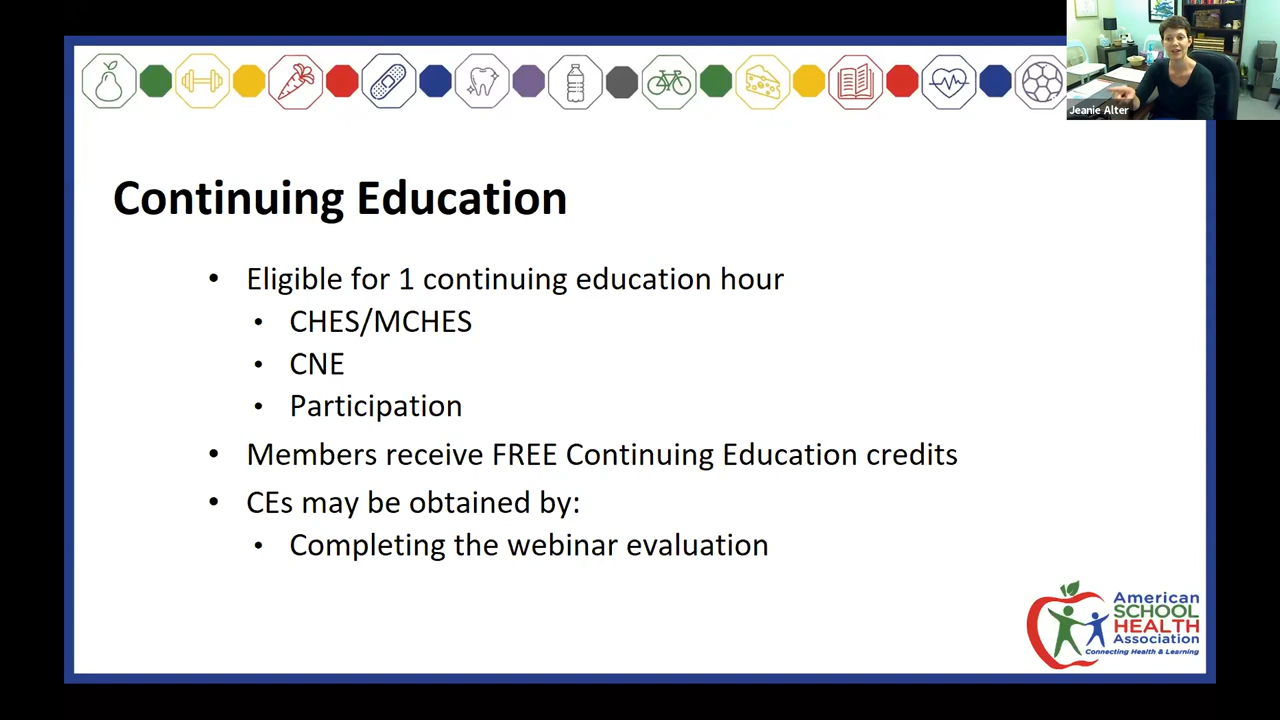 Jeanie Alter
Continuing Education
• Eligible for 1 continuing education hour
• CHES/MCHES
• CNE
• Participation
• Members receive FREE Continuing Education credits
• CEs may be obtained by:
• Completing the webinar evaluation
American
SCHOOL
HEALTH
Association
Connecting Health & Learning